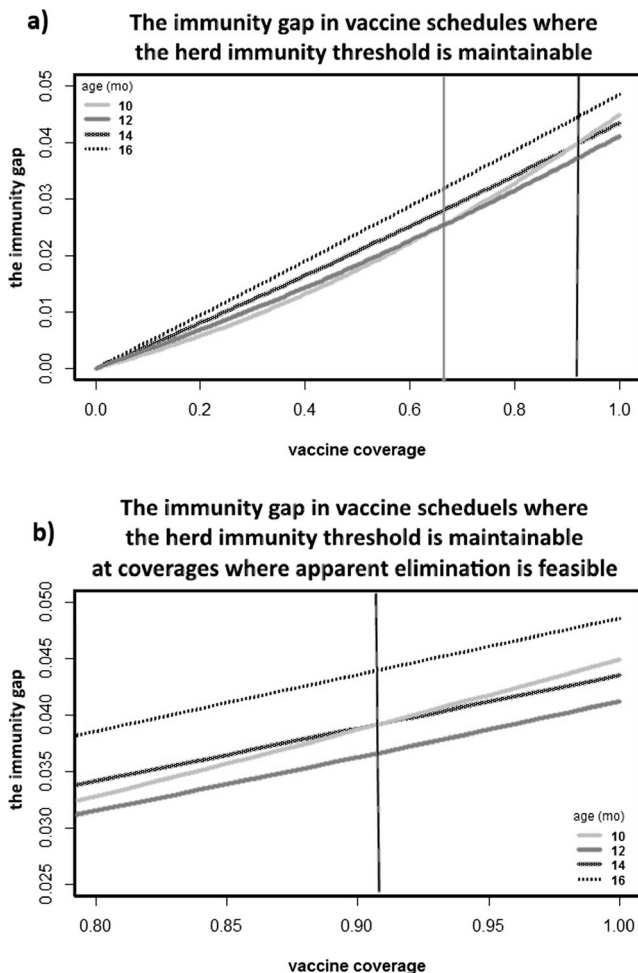 a)
The immunity gap in vaccine schedules where
the herd immunity threshold is maintainable
age (mo)
10
12
14
16
the immunity gap
0.05
0.04
0.03
0.02
0.01
0.00
0.0 0.2 0.4 0.6 0.8 1.0
vaccine coverage
b)
The immunity gap in vaccine scheduels where
the herd immunity threshold is maintainable
at coverages where apparent elimination is feasible
the immunity gap
0.050
0.045
0.040
0.035
0.030
0.025
age (mo)
10
12
14
16
0.80 0.85 0.90 0.95 1.00
vaccine coverage